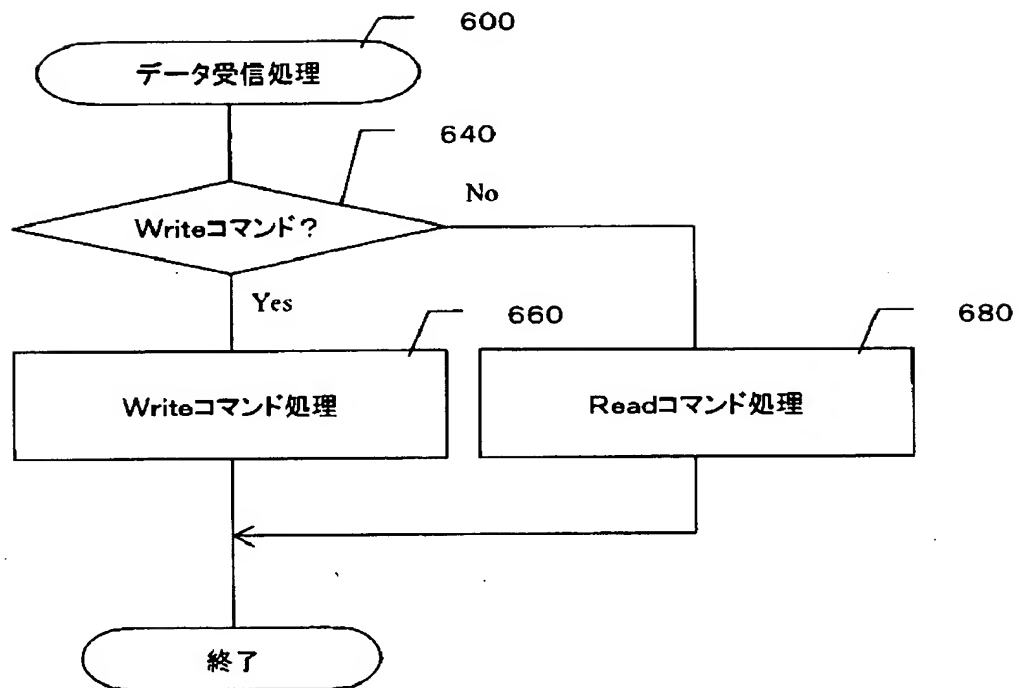 600
データ受信処理
640
No
Writeコマンド?
Yes
660
680
Writeコマンド処理
Readコマンド処理
終了